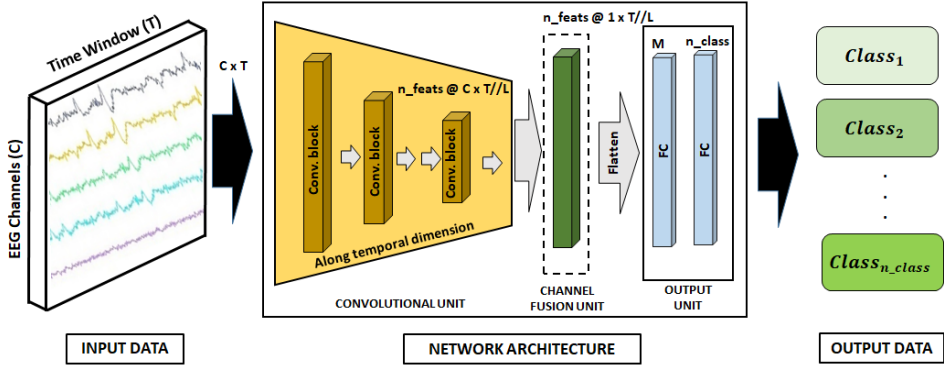 Time Window (T)
EEG Channels (C)
C x T
n_feats @ C x T//L
Conv. block
Conv. block
Conv. block
Along temporal dimension
CONVOLUTIONAL UNIT
n_feats @ 1 x T//L
CHANNEL
FUSION UNIT
Flatten
M
n_class
FC
FC
OUTPUT
UNIT
Class1
Class2
.
.
.
Classn_class
INPUT DATA
NETWORK ARCHITECTURE
OUTPUT DATA